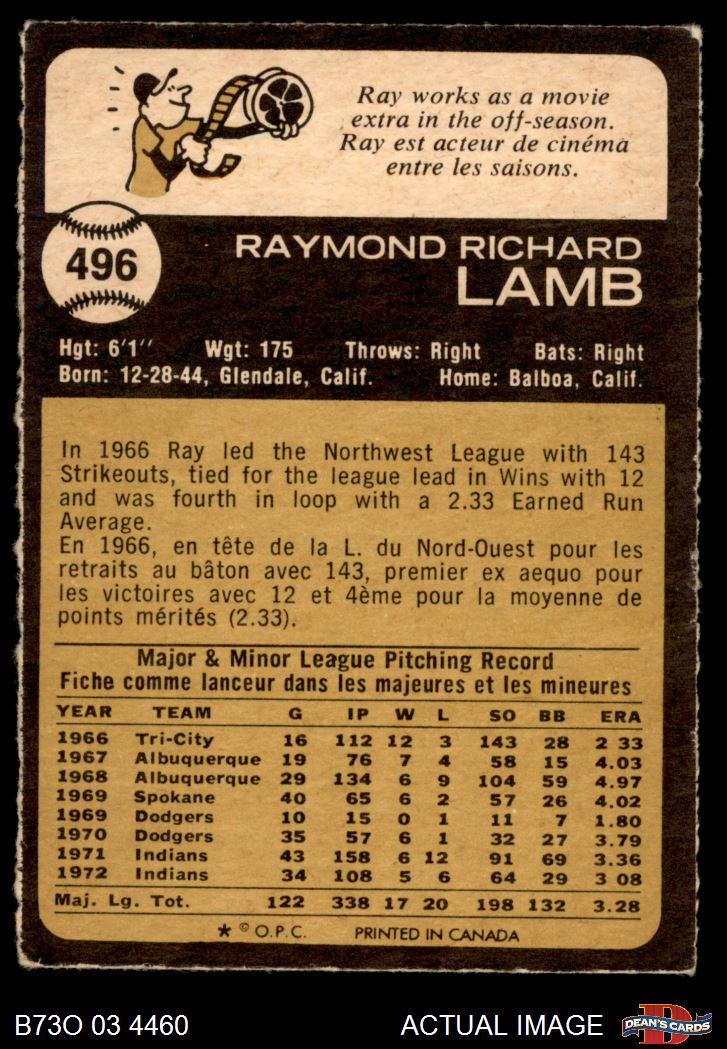 Ray works as a movie
extra in the off-season.
Ray est acteur de cinéma
entre les saisons.
496
RAYMOND RICHARD
LAMB
Hgt: 6'1'' Wgt: 175 Throws: Right Bats: Right
Born: 12-28-44, Glendale, Calif. Home: Balboa, Calif.
In 1966 Ray led the Northwest League with 143
Strikeouts, tied for the league lead in Wins with 12
and was fourth in loop with a 2.33 Earned Run
Average.
En 1966, en tête de la L. du Nord-Ouest pour les
retraits au bâton avec 143, premier ex aequo pour
les victoires avec 12 et 4ème pour la moyenne de
points mérités (2.33).
Major & Minor League Pitching Record
Fiche comme lanceur dans les majeures et les mineures
YEAR TEAM G IP W L SO BB ERA
1966 Tri-City 16 112 12 3 143 28 2 33
1967 Albuquerque 19 76 7 4 58 15 4.03
1968 Albuquerque 29 134 6 9 104 59 4.97
1969 Spokane 40 65 6 2 57 26 4.02
1969 Dodgers 10 15 0 1 11 7 1.80
1970 Dodgers 35 57 6 1 32 27 3.79
1971 Indians 43 158 6 12 91 69 3.36
1972 Indians 34 108 5 6 64 29 3 08
Maj. Lg. Tot. 122 338 17 20 198 132 3.28
★ © O.P.C. PRINTED IN CANADA
B73O 03 4460 ACTUAL IMAGE D DEAN'S CARDS